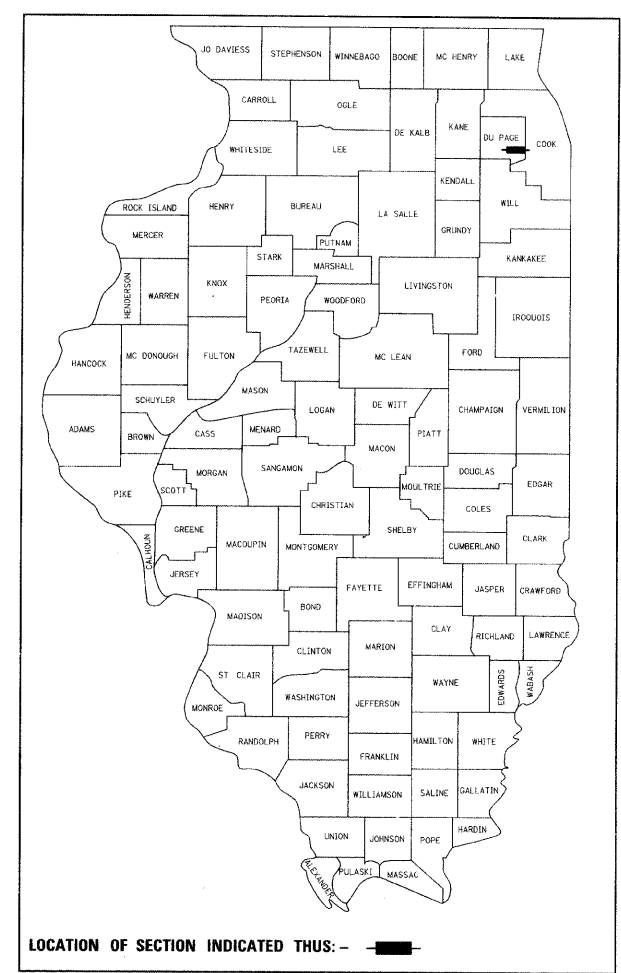 JO DAVIESS
STEPHENSON
WINNEBAGO
BOONE
MC HENRY
LAKE
CARROLL
OGLE
DE KALB
KANE
DU PAGE
COOK
WHITESIDE
LEE
KENDALL
WILL
ROCK ISLAND
HENRY
BUREAU
LA SALLE
GRUNDY
MERCER
PUTNAM
STARK
MARSHALL
KANKAKEE
HENDERSON
WARREN
KNOX
PEORIA
WOODFORD
LIVINGSTON
IROQUOIS
HANCOCK
MC DONOUGH
FULTON
TAZEWELL
MC LEAN
FORD
SCHUYLER
MASON
LOGAN
DE WITT
CHAMPAIGN
VERMILION
ADAMS
BROWN
CASS
MENARD
MACON
PIATT
MORGAN
SANGAMON
DOUGLAS
EDGAR
PIKE
SCOTT
CHRISTIAN
MOULTRIE
COLES
GREENE
MACOUPIN
MONTGOMERY
SHELBY
CUMBERLAND
CLARK
CALHOUN
JERSEY
FAYETTE
EFFINGHAM
JASPER
CRAWFORD
MADISON
BOND
CLAY
RICHLAND
LAWRENCE
CLINTON
MARION
ST CLAIR
WAYNE
EDWARDS
WABASH
WASHINGTON
JEFFERSON
MONROE
RANDOLPH
PERRY
HAMILTON
WHITE
FRANKLIN
JACKSON
WILLIAMSON
SALINE
GALLATIN
UNION
JOHNSON
POPE
HARDIN
ALEXANDER
PULASKI
MASSAC
LOCATION OF SECTION INDICATED THUS: -